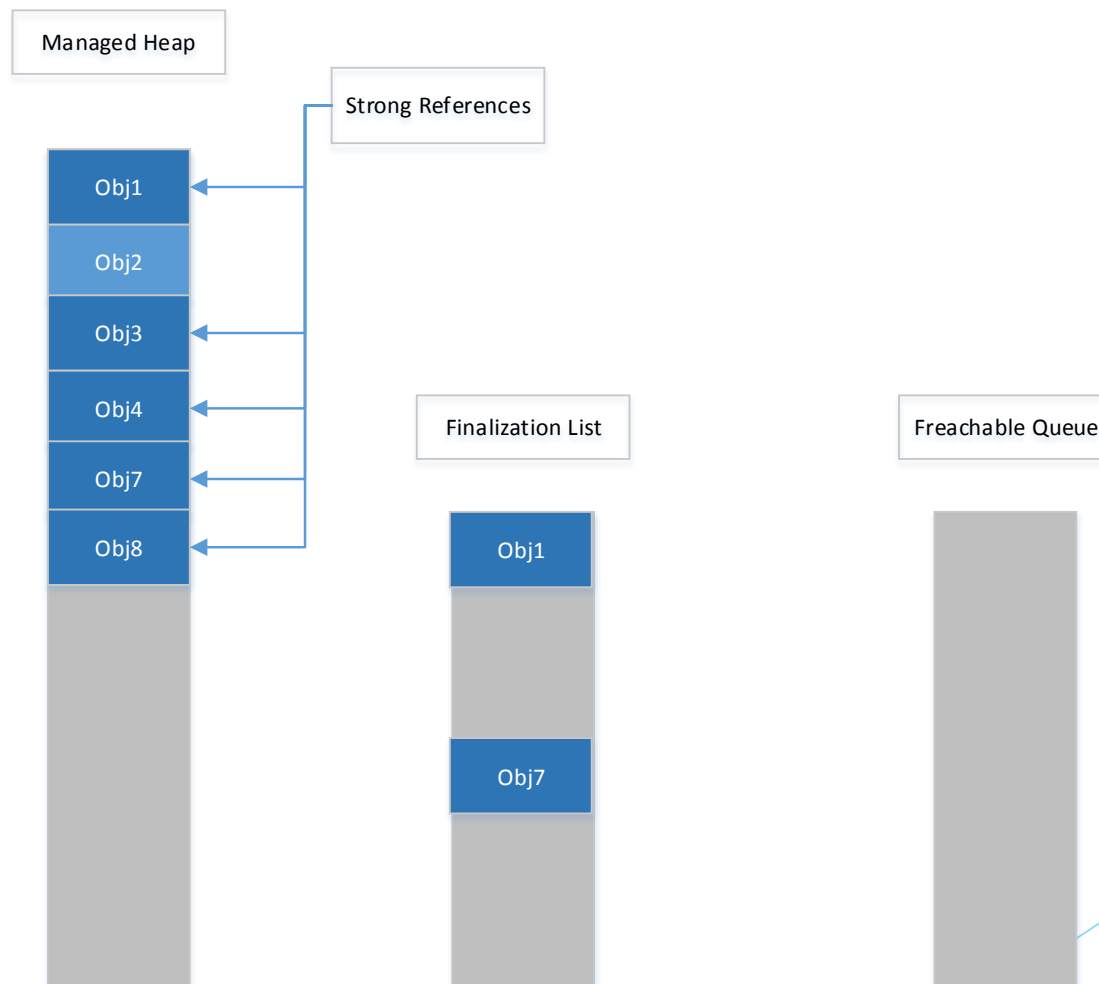 Managed Heap
Strong References
Obj1
Obj2
Obj3
Obj4
Obj7
Obj8
Finalization List
Obj1
Obj7
Freachable Queue